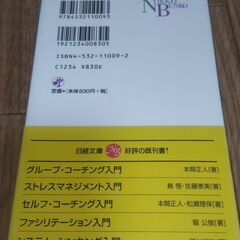 NIKKEI
BUNKO
9784532110093
1921234008305
ISBN4-532-11009-2
C1234 ¥830E
定価●[本体830円+税]
日経文庫 NB 好評の既刊書!
グループ・コーチング入門 本間正人[著]
ストレスマネジメント入門 島 悟・佐藤恵美[著]
セルフ・コーチング入門 本間正人・松瀬理保[著]
ファシリテーション入門 堀 公俊[著]